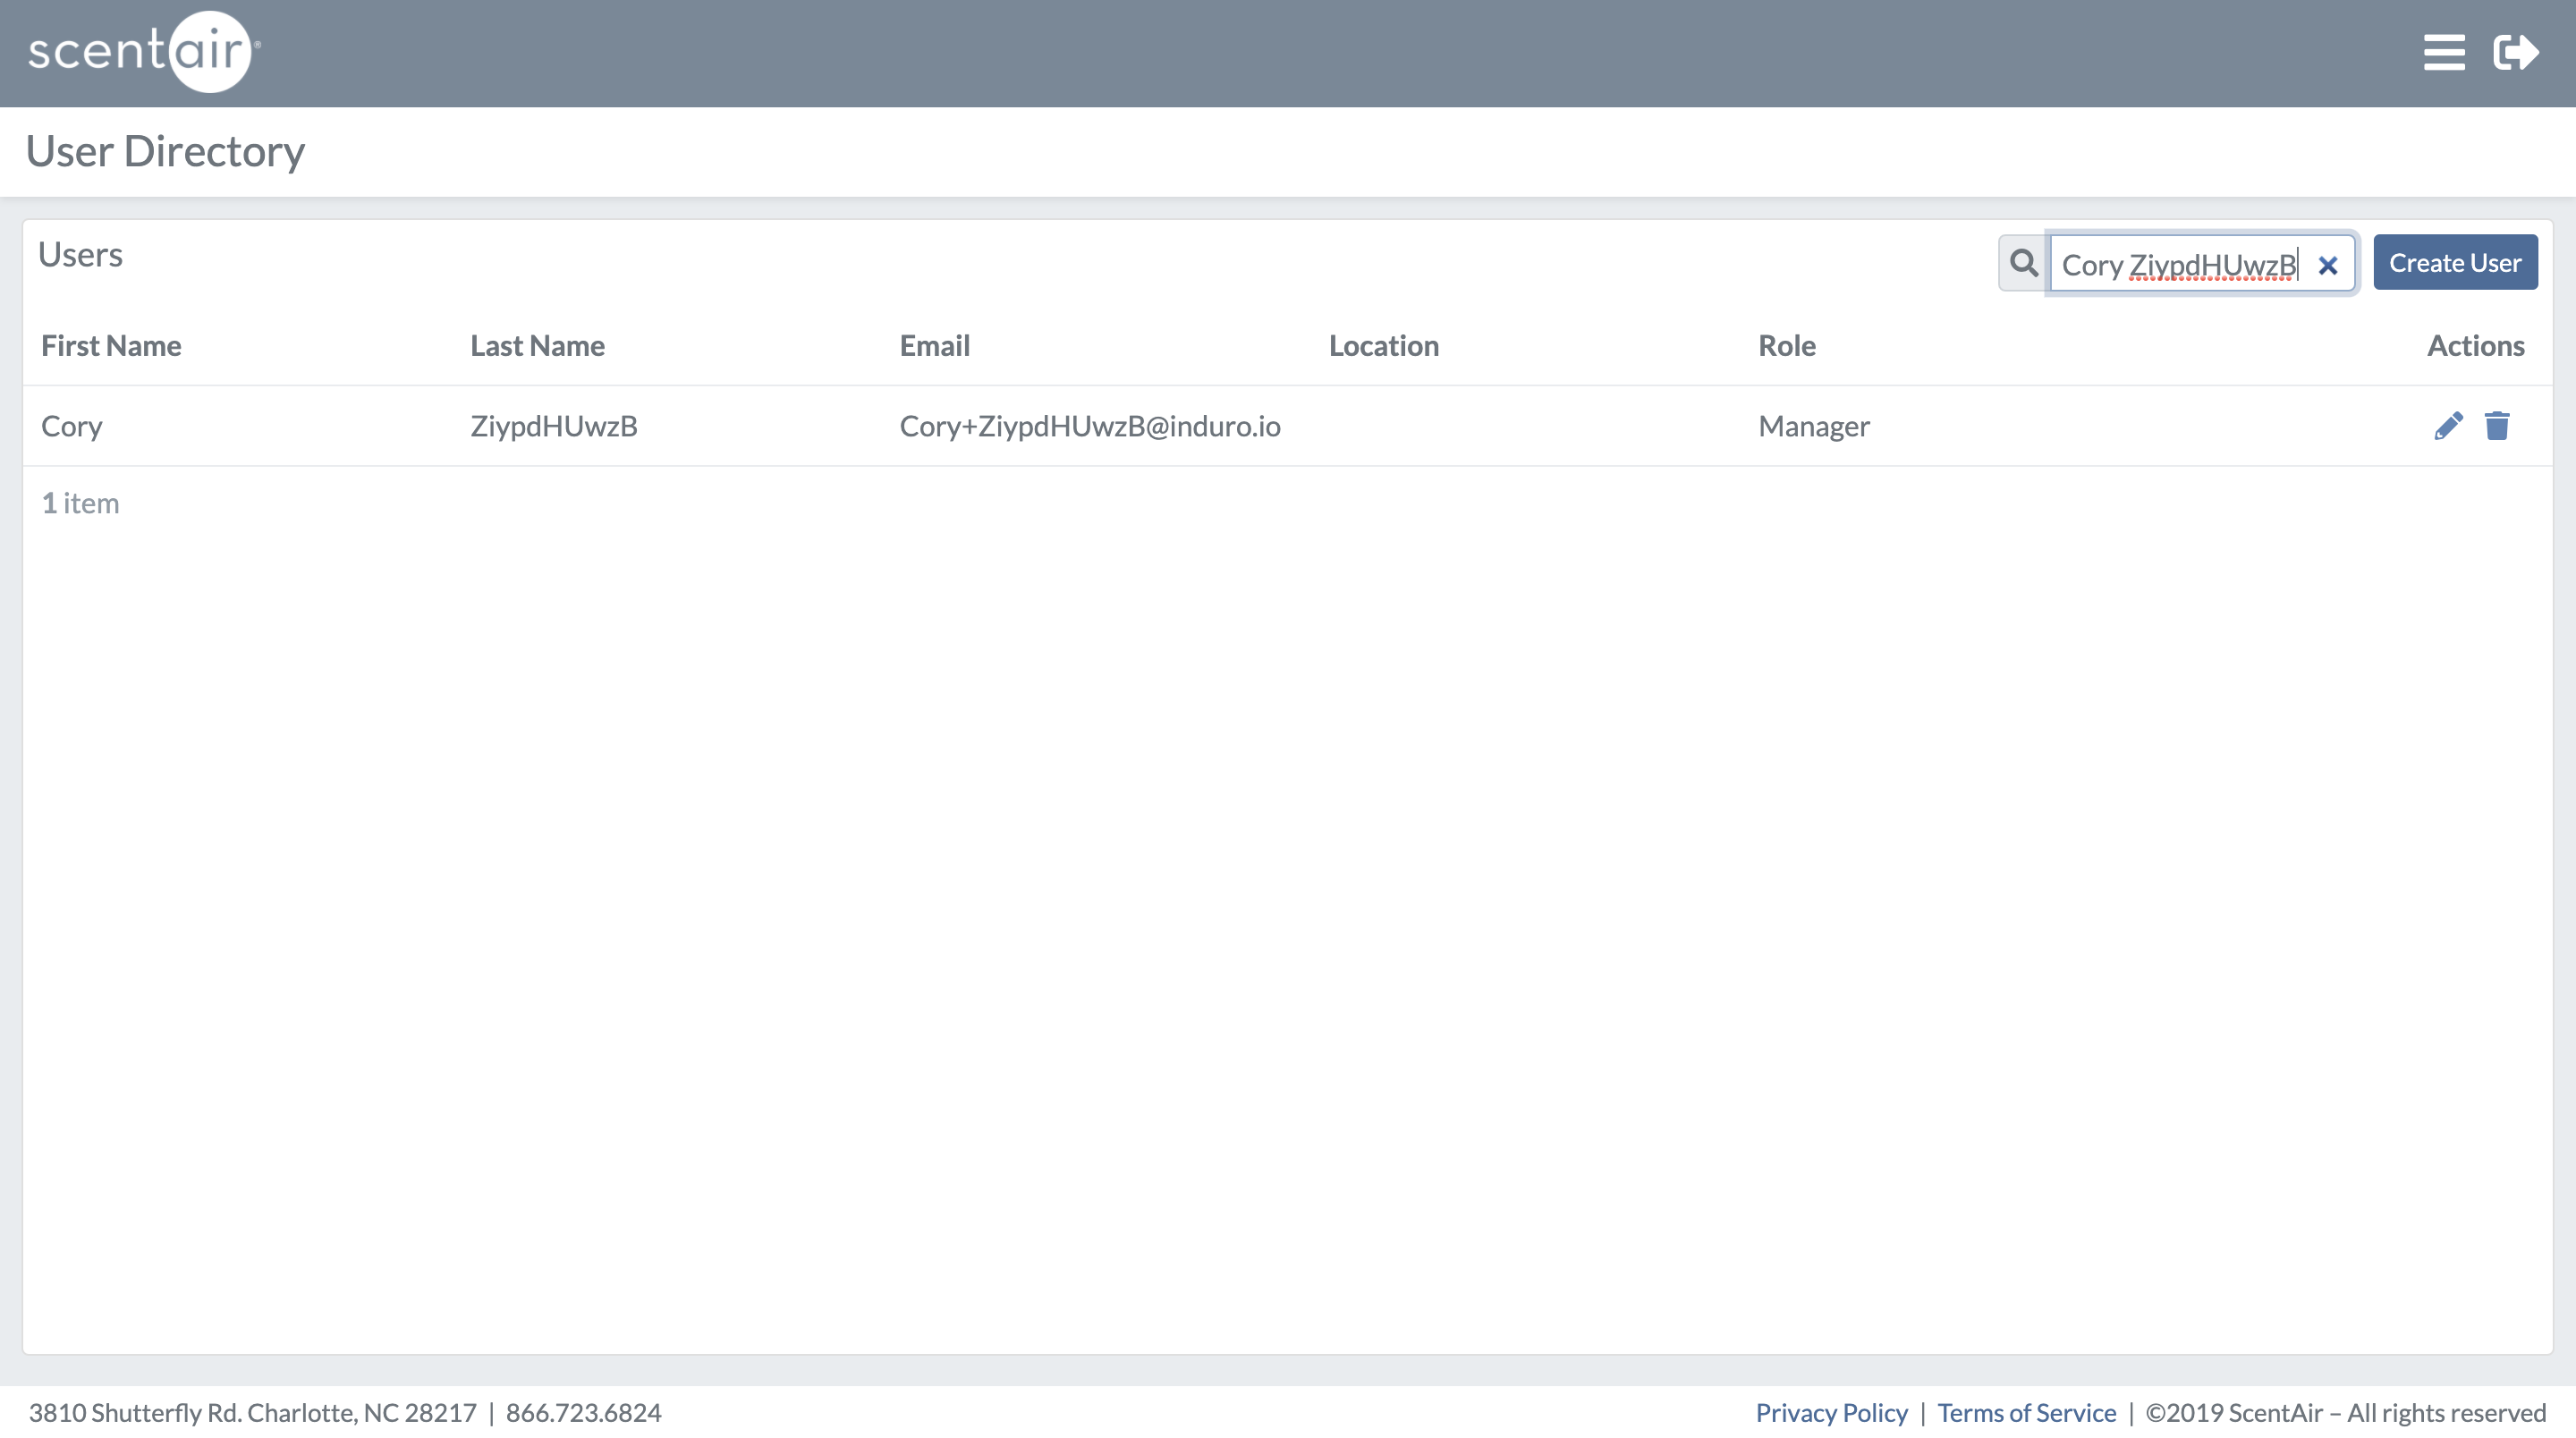 scentair®
User Directory
Users
Cory ZiypdHUwzB
Create User
First Name Last Name Email Location Role Actions
Cory ZiypdHUwzB Cory+ZiypdHUwzB@induro.io Manager
1 item
3810 Shutterfly Rd. Charlotte, NC 28217 | 866.723.6824
Privacy Policy | Terms of Service | ©2019 ScentAir – All rights reserved